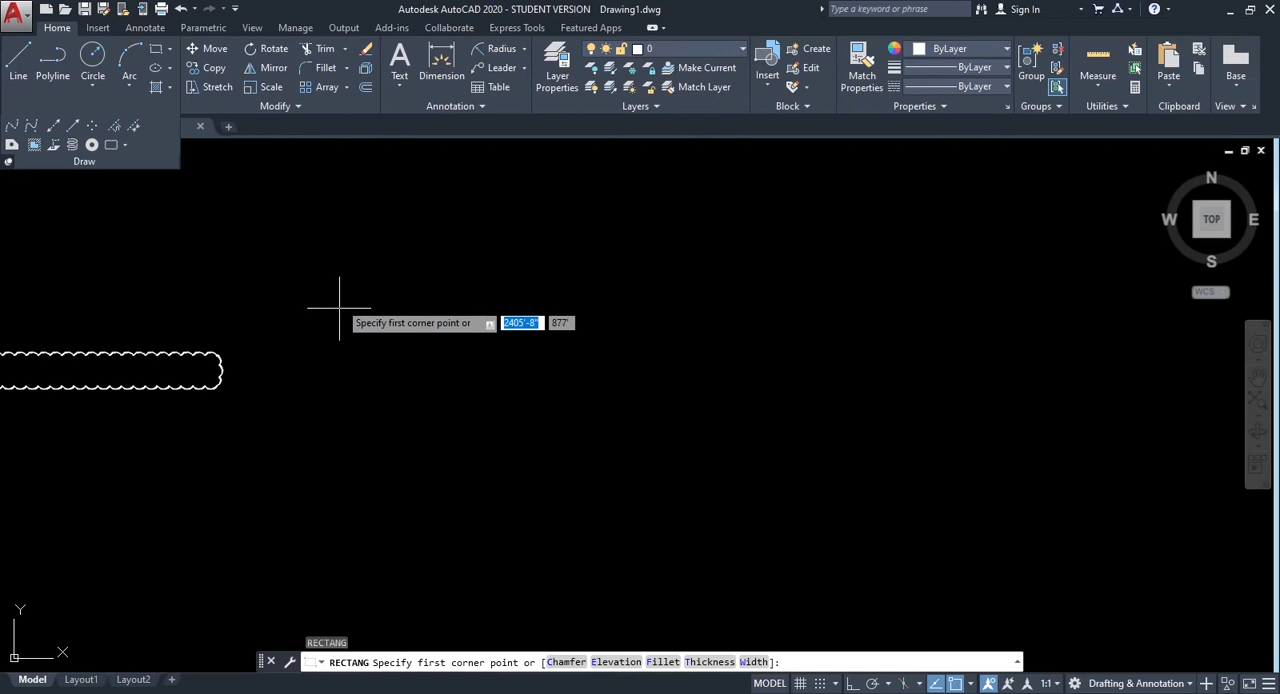 Autodesk AutoCAD 2020 - STUDENT VERSION Drawing1.dwg
Type a keyword or phrase
Sign In
Home Insert Annotate Parametric View Manage Output Add-ins Collaborate Express Tools Featured Apps
Line Polyline Circle Arc
Move Rotate Trim
Copy Mirror Fillet
Stretch Scale Array
Modify
Text Dimension
Radius
Leader
Table
Annotation
Layer Properties
0
Make Current
Match Layer
Layers
Insert
Create
Edit
Block
Match Properties
ByLayer
ByLayer
ByLayer
Properties
Group
Groups
Measure
Utilities
Paste
Clipboard
Base
View
Draw
N
W TOP E
S
WCS
Specify first corner point or 2405'-8" 877'
Y
X
RECTANG
RECTANG Specify first corner point or [Chamfer Elevation Fillet Thickness Width]:
Model Layout1 Layout2 +
MODEL 1:1 Drafting & Annotation